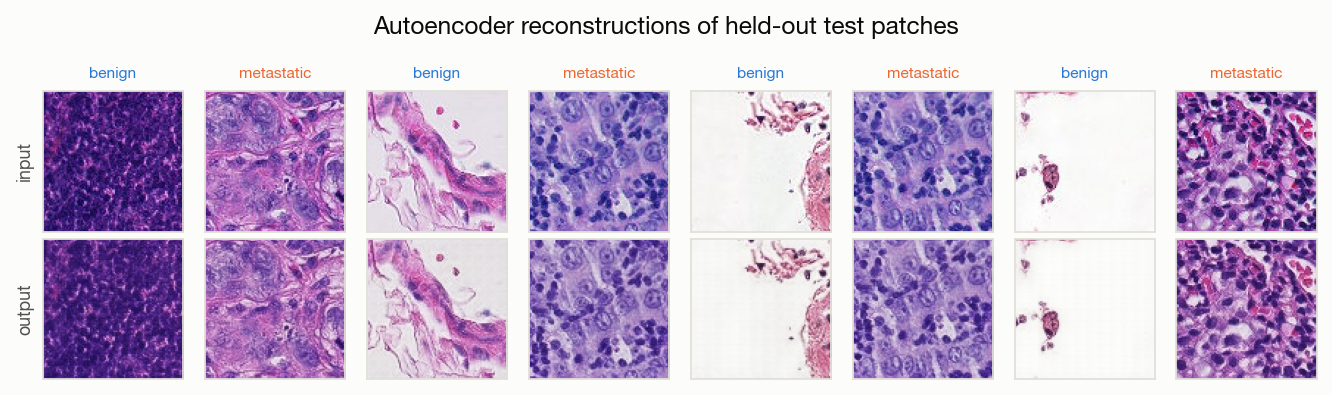 Autoencoder reconstructions of held-out test patches
benign metastatic benign metastatic benign metastatic benign metastatic
input
output